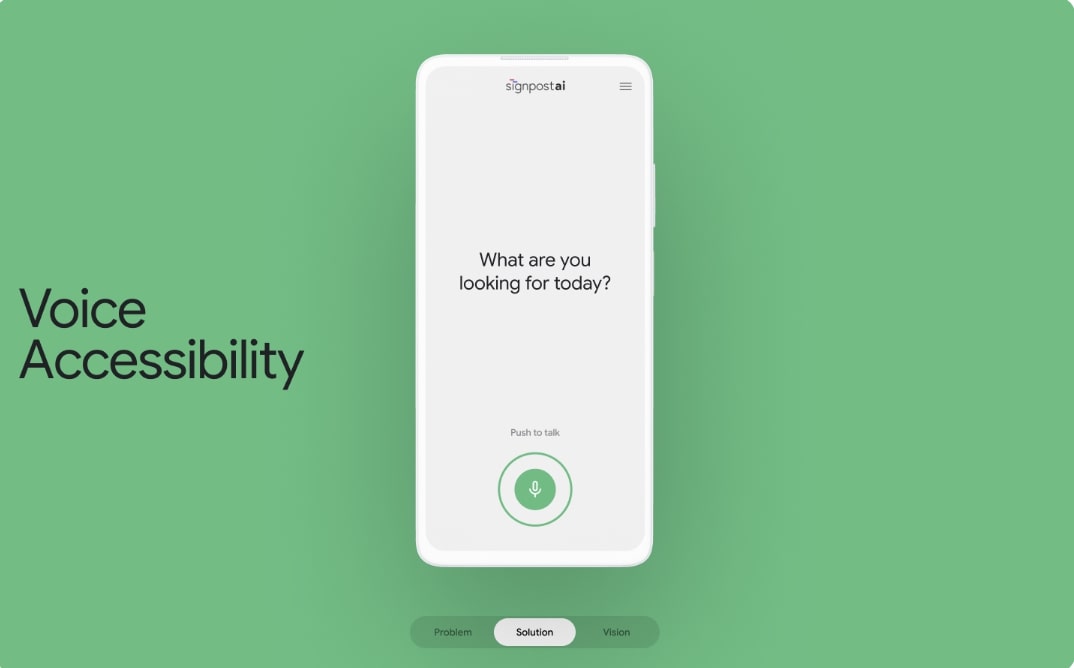 signpostai
What are you
looking for today?
Voice
Accessibility
Push to talk
Problem
Solution
Vision